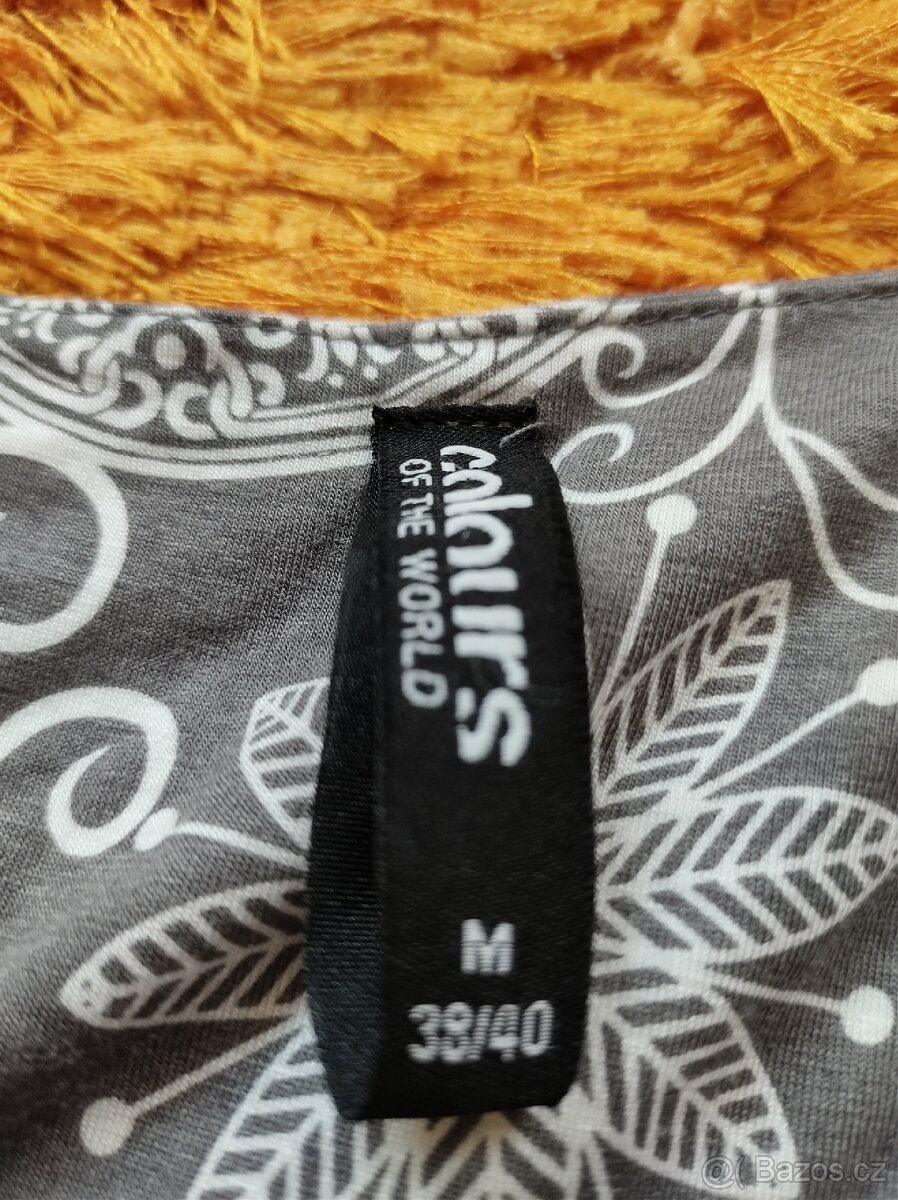 colours
OF THE WORLD
M
38/40
@( Bazos.cz